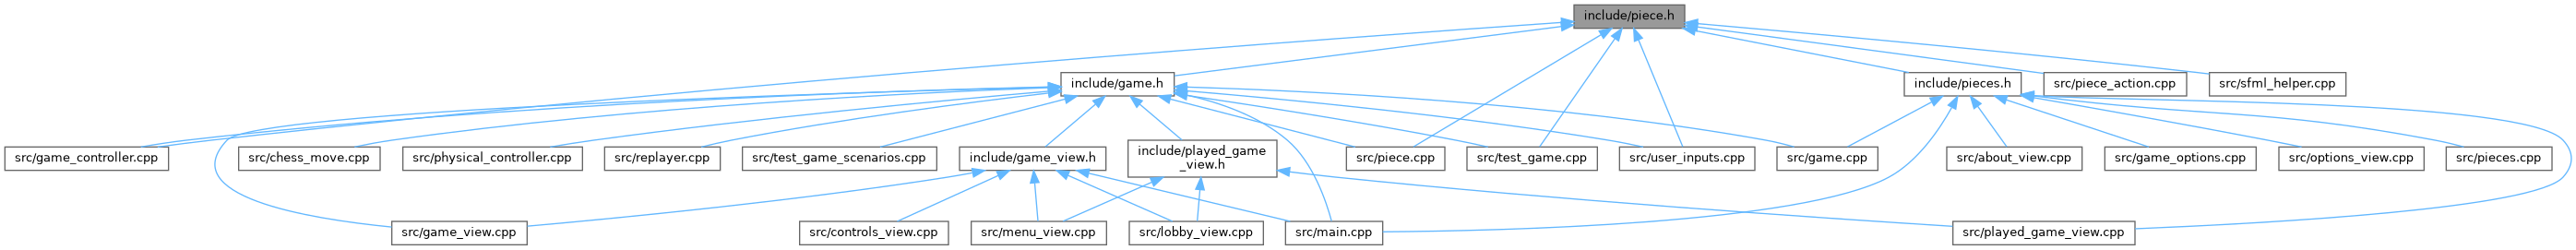 include/piece.h
include/game.h
include/pieces.h
src/piece_action.cpp
src/sfml_helper.cpp
src/game_controller.cpp
src/chess_move.cpp
src/physical_controller.cpp
src/replayer.cpp
src/test_game_scenarios.cpp
include/game_view.h
include/played_game
_view.h
src/piece.cpp
src/test_game.cpp
src/user_inputs.cpp
src/game.cpp
src/about_view.cpp
src/game_options.cpp
src/options_view.cpp
src/pieces.cpp
src/game_view.cpp
src/controls_view.cpp
src/menu_view.cpp
src/lobby_view.cpp
src/main.cpp
src/played_game_view.cpp